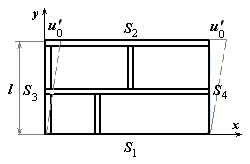 y u′₀ S₂ u′₀
l S₃ S₄
x
S₁